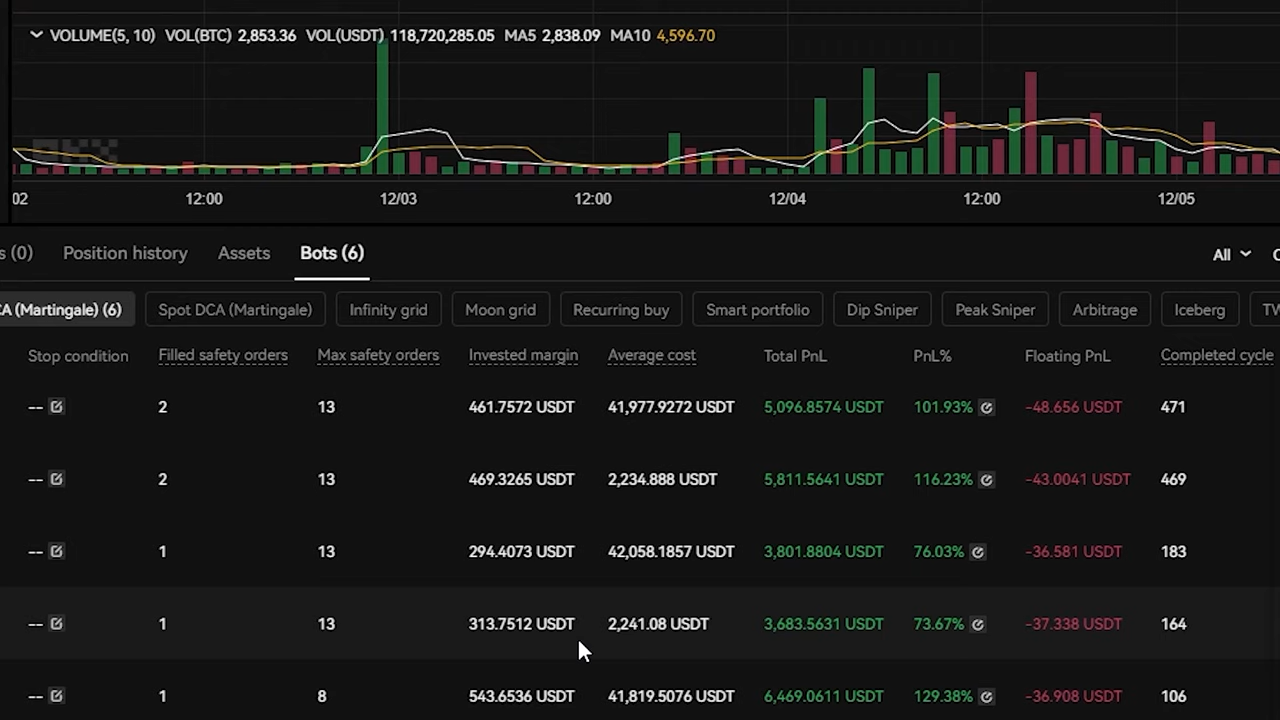 VOLUME(5, 10) VOL(BTC) 2,853.36 VOL(USDT) 118,720,285.05 MA5 2,838.09 MA10 4,596.70
02 12:00 12/03 12:00 12/04 12:00 12/05
s (0) Position history Assets Bots (6) All
CA (Martingale) (6) Spot DCA (Martingale) Infinity grid Moon grid Recurring buy Smart portfolio Dip Sniper Peak Sniper Arbitrage Iceberg TW
Stop condition Filled safety orders Max safety orders Invested margin Average cost Total PnL PnL% Floating PnL Completed cycle
-- 2 13 461.7572 USDT 41,977.9272 USDT 5,096.8574 USDT 101.93% -48.656 USDT 471
-- 2 13 469.3265 USDT 2,234.888 USDT 5,811.5641 USDT 116.23% -43.0041 USDT 469
-- 1 13 294.4073 USDT 42,058.1857 USDT 3,801.8804 USDT 76.03% -36.581 USDT 183
-- 1 13 313.7512 USDT 2,241.08 USDT 3,683.5631 USDT 73.67% -37.338 USDT 164
-- 1 8 543.6536 USDT 41,819.5076 USDT 6,469.0611 USDT 129.38% -36.908 USDT 106